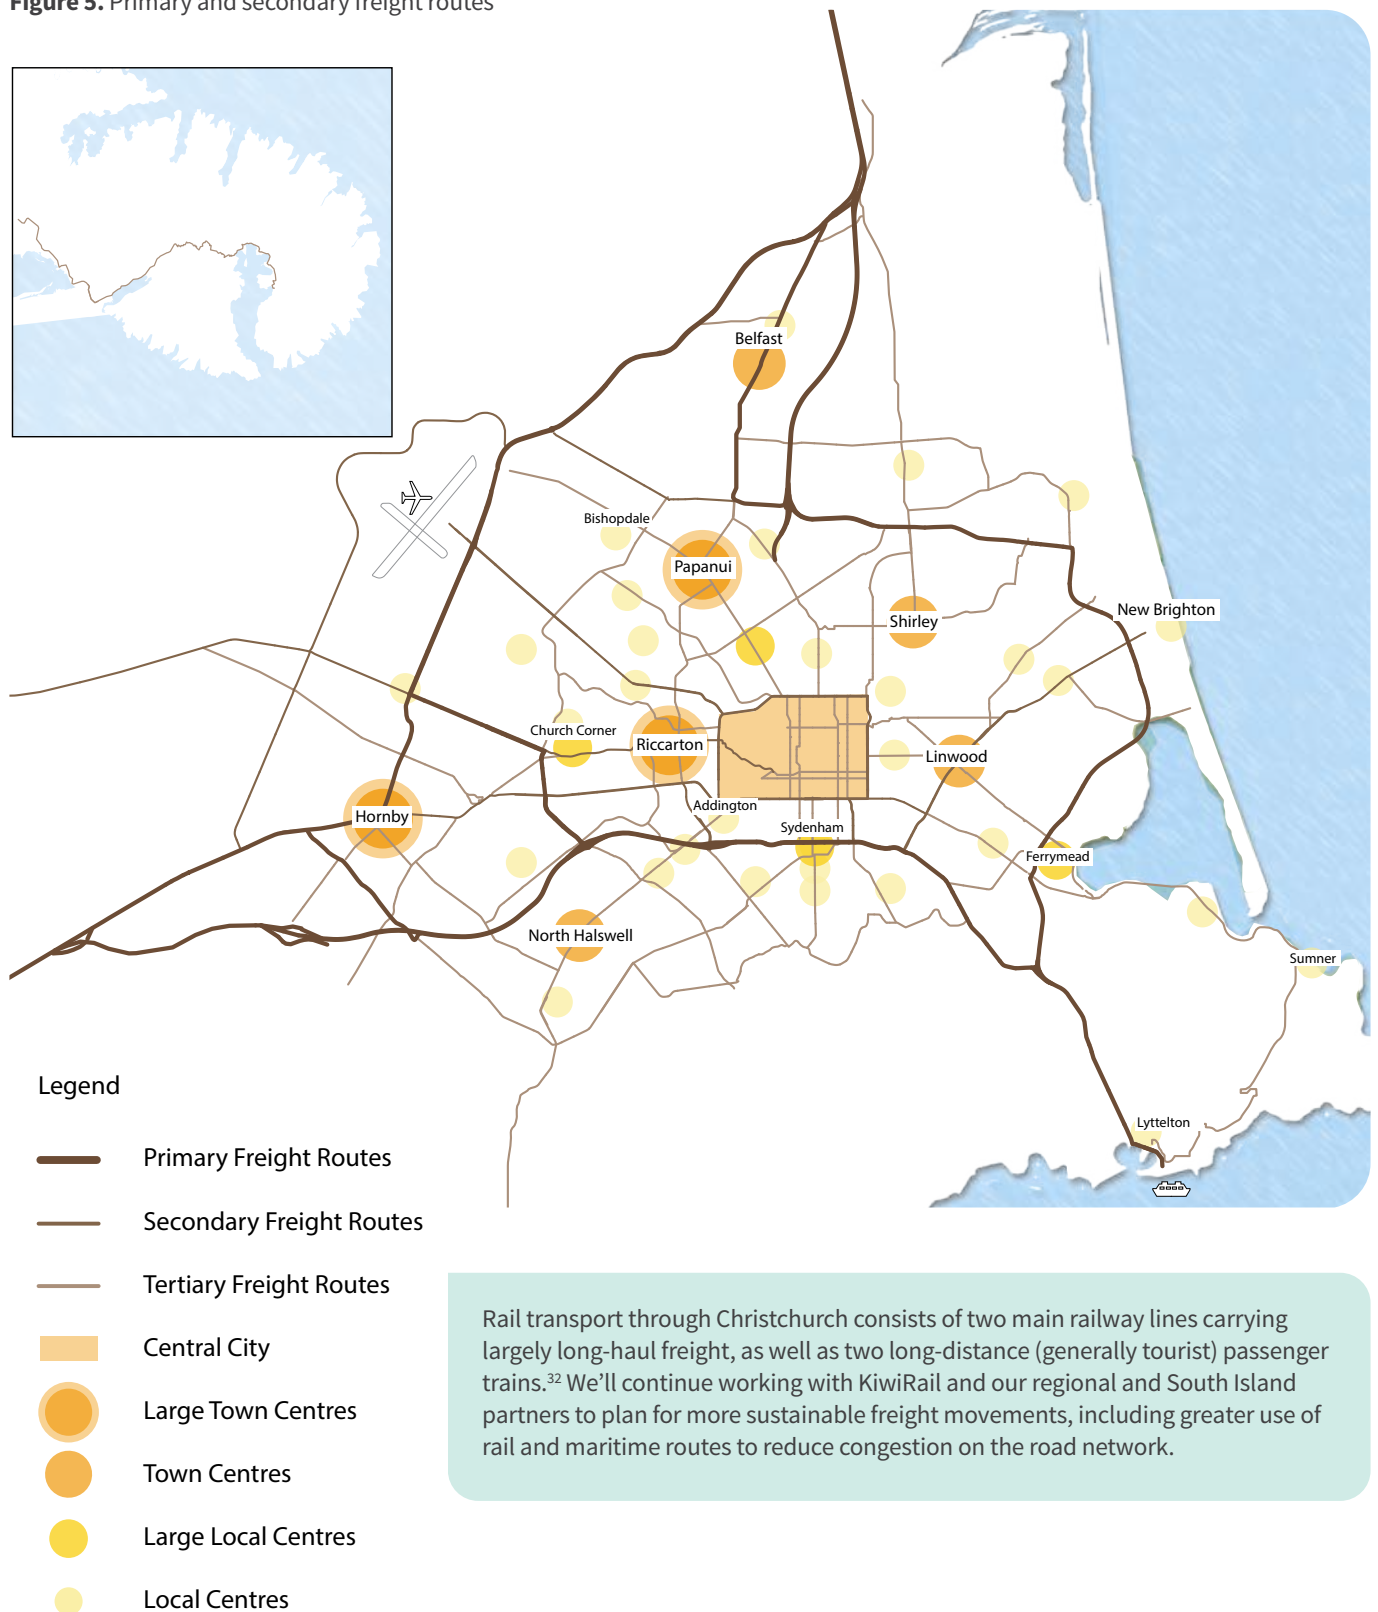 Figure 5. Primary and secondary freight routes
Belfast
Bishopdale
Papanui
Shirley
New Brighton
Church Corner
Riccarton
Linwood
Addington
Hornby
Sydenham
Ferrymead
North Halswell
Sumner
Lyttelton
Legend
Primary Freight Routes
Secondary Freight Routes
Tertiary Freight Routes
Central City
Large Town Centres
Town Centres
Large Local Centres
Local Centres
Rail transport through Christchurch consists of two main railway lines carrying
largely long-haul freight, as well as two long-distance (generally tourist) passenger
trains.³² We’ll continue working with KiwiRail and our regional and South Island
partners to plan for more sustainable freight movements, including greater use of
rail and maritime routes to reduce congestion on the road network.